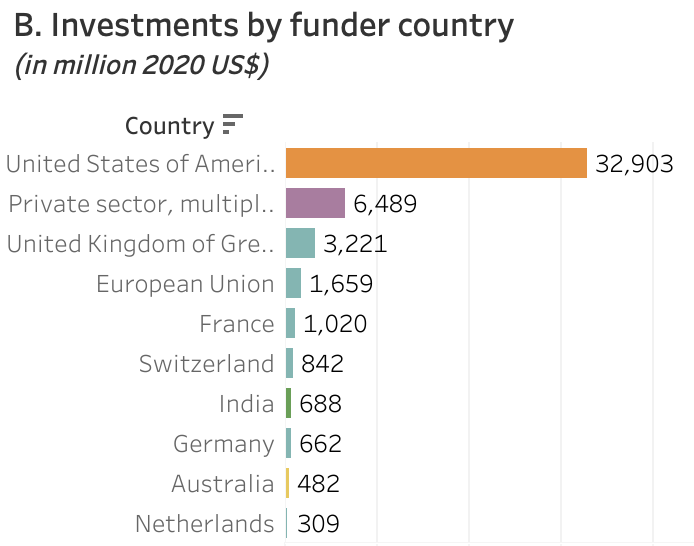 B. Investments by funder country
(in million 2020 US$)
Country
United States of Ameri.. 32,903
Private sector, multipl.. 6,489
United Kingdom of Gre.. 3,221
European Union 1,659
France 1,020
Switzerland 842
India 688
Germany 662
Australia 482
Netherlands 309